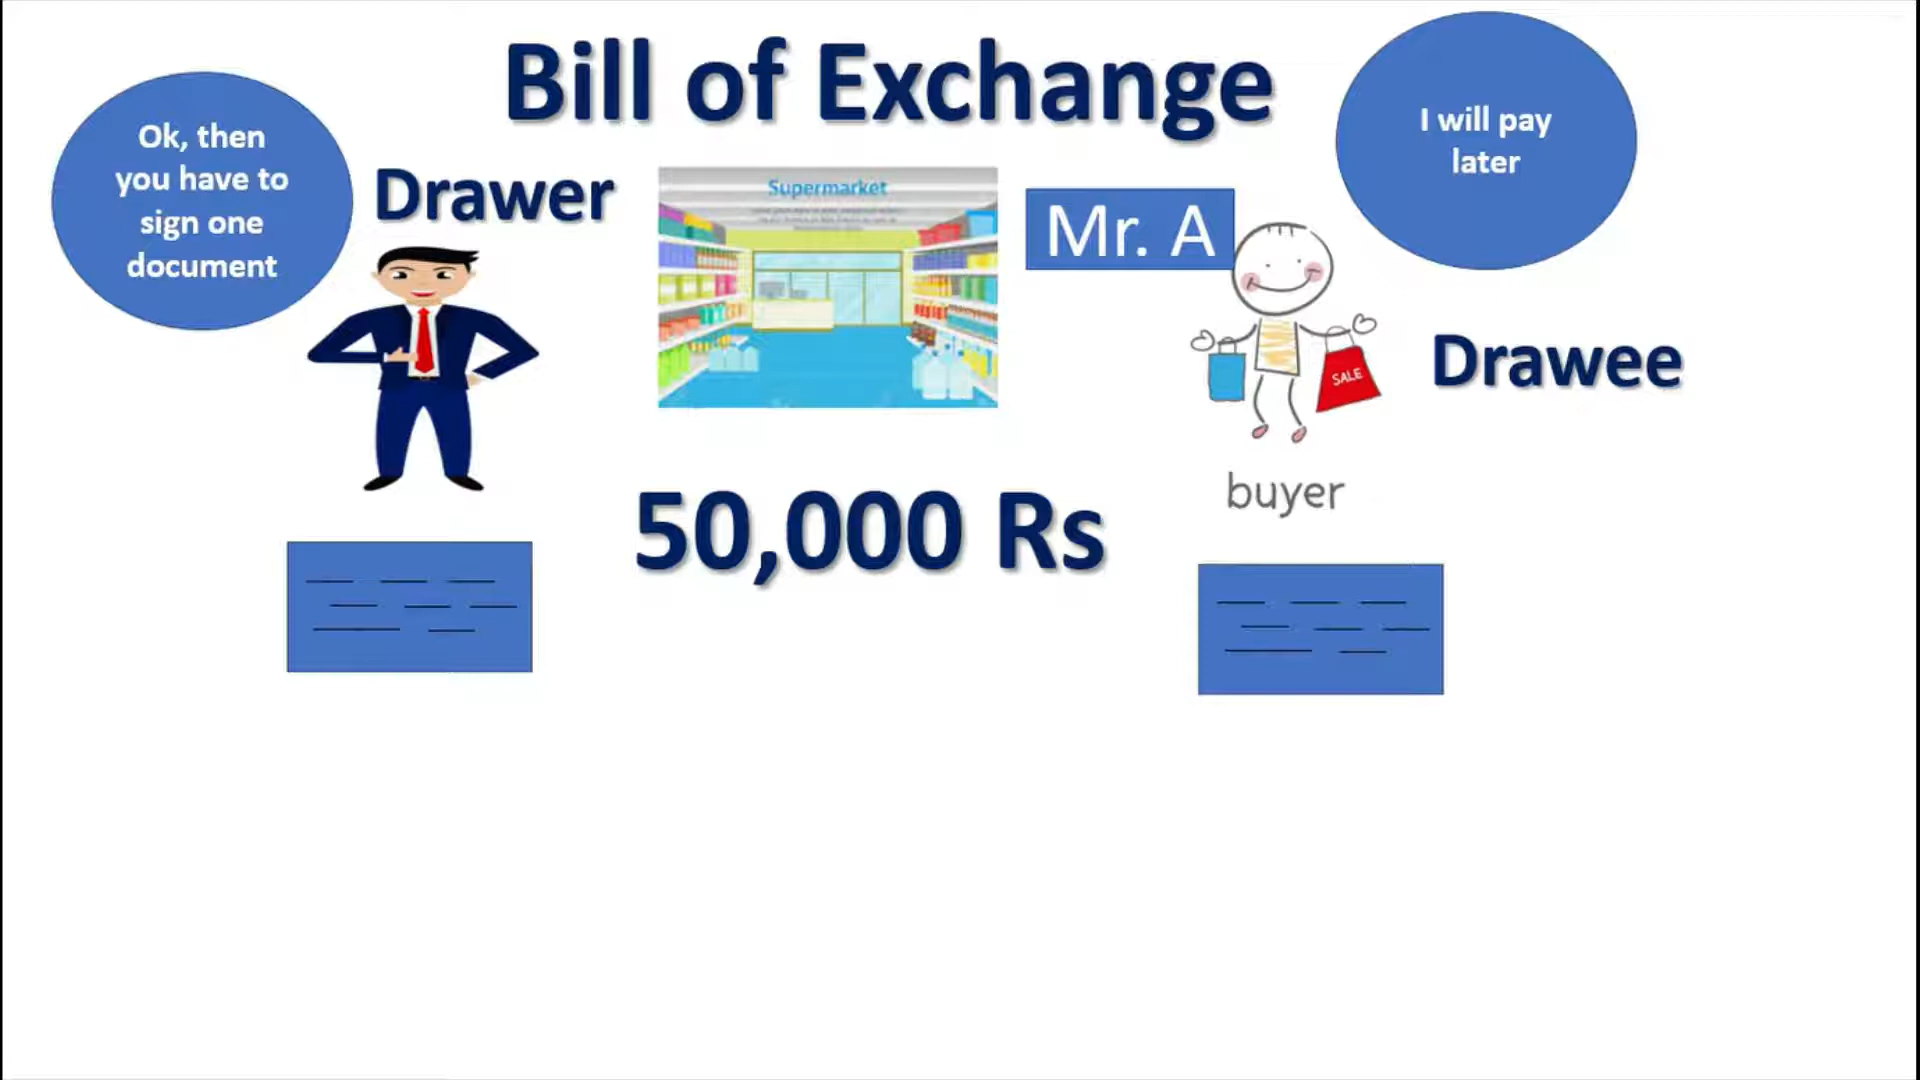 Bill of Exchange
Ok, then
you have to
sign one
document
Drawer
Supermarket
Mr. A
I will pay
later
Drawee
SALE
buyer
50,000 Rs